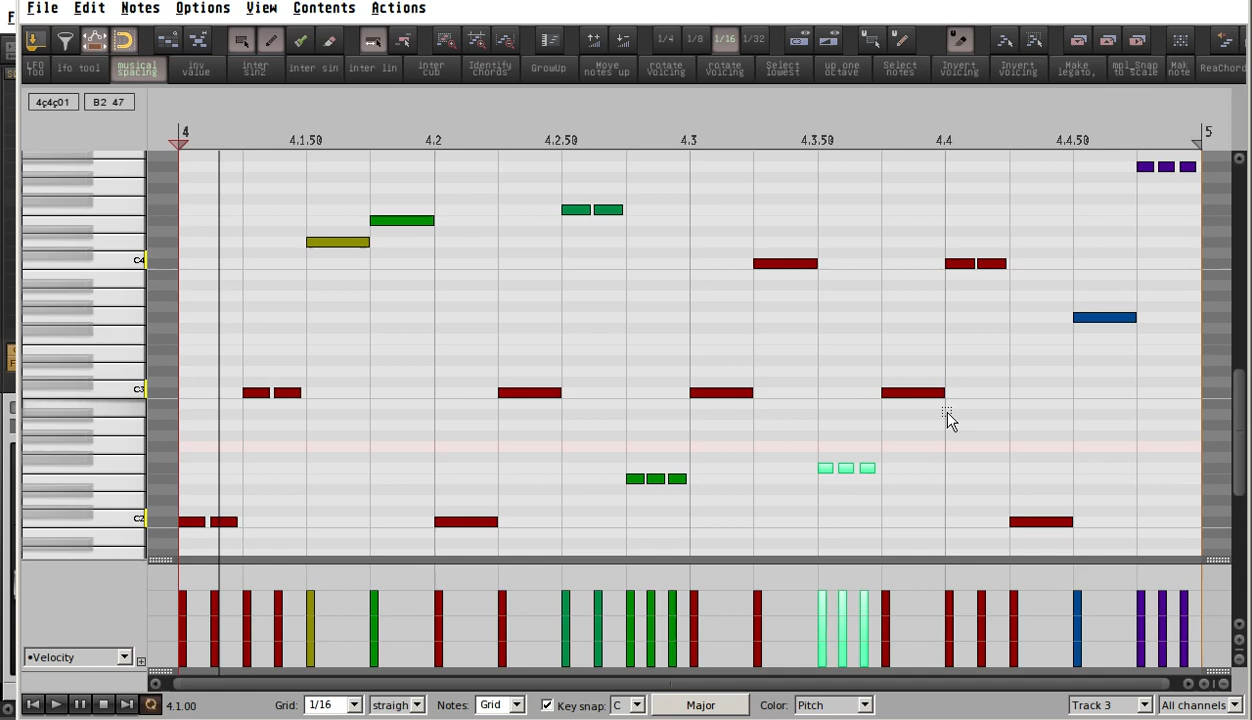 File Edit Notes Options View Contents Actions
1/4 1/8 1/16 1/32
LFO Tool
lfo tool
musical spacing
inv value
inter sin2
inter sin
inter lin
inter cub
Identify chords
GrowUp
Move notes up
rotate Voicing
rotate Voicing
Select lowest
up one octave
Select notes
Invert voicing
Invert voicing
Make legato,
mpl_Snap to scale
Mak note
ReaChord
4ç4ç01 B2 47
4 4.1.50 4.2 4.2.50 4.3 4.3.50 4.4 4.4.50 5
C4
C3
C2
•Velocity
4.1.00 Grid: 1/16 straigh Notes: Grid Key snap: C Major Color: Pitch Track 3 All channels